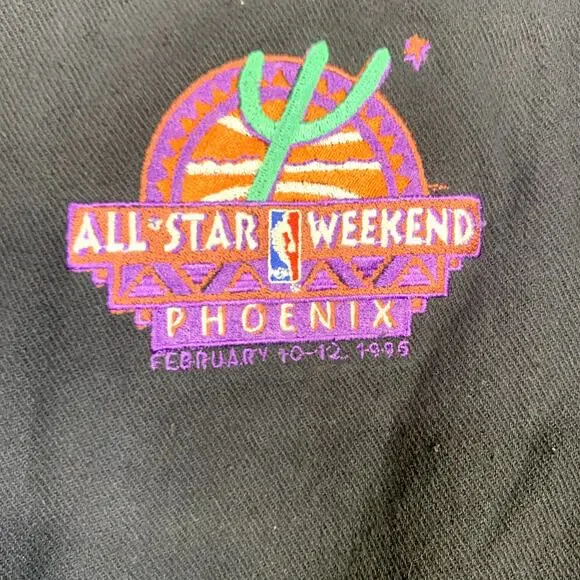 ALL★STAR WEEKEND
PHOENIX
FEBRUARY 10-12, 1995